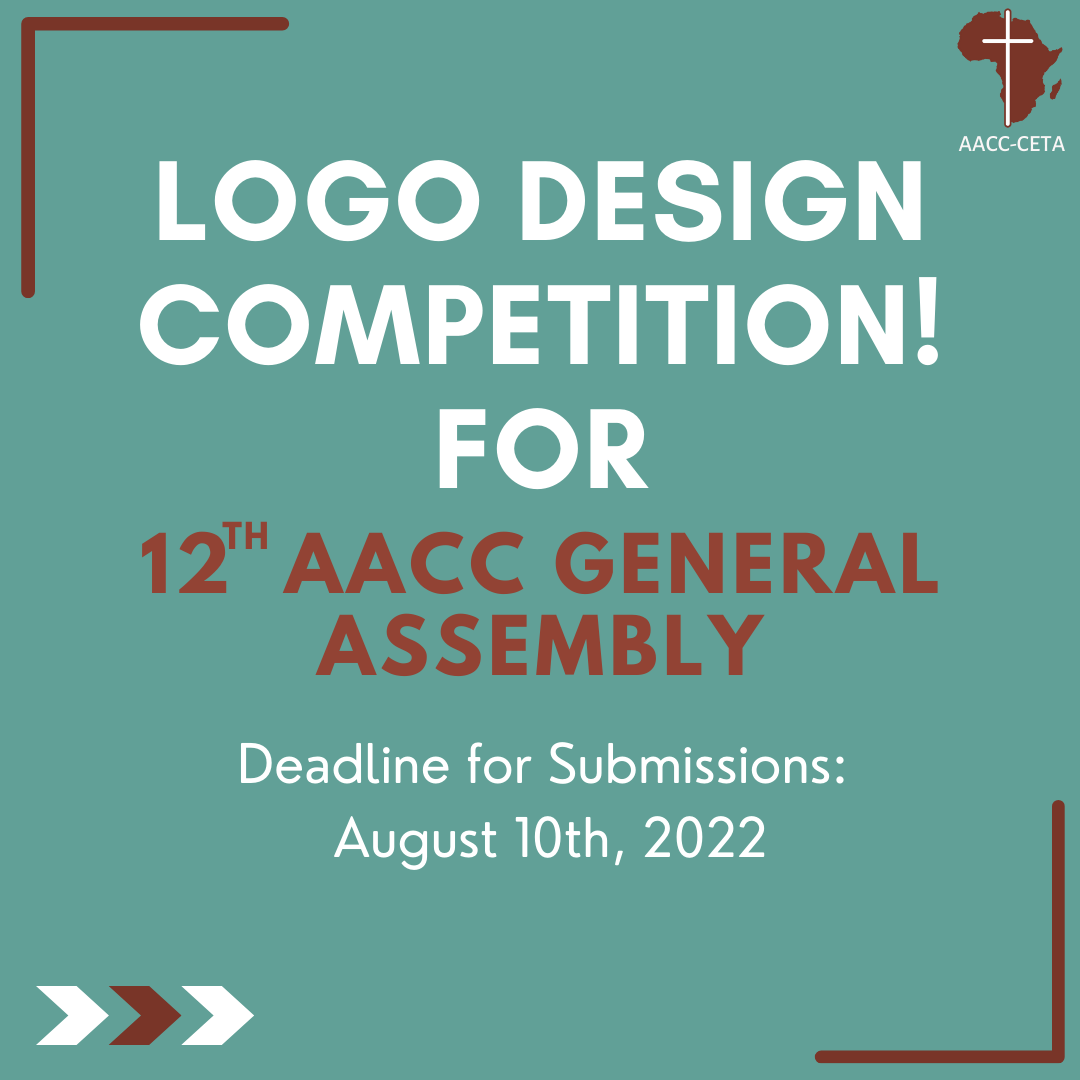 AACC-CETA
LOGO DESIGN
COMPETITION!
FOR
12TH AACC GENERAL
ASSEMBLY
Deadline for Submissions:
August 10th, 2022